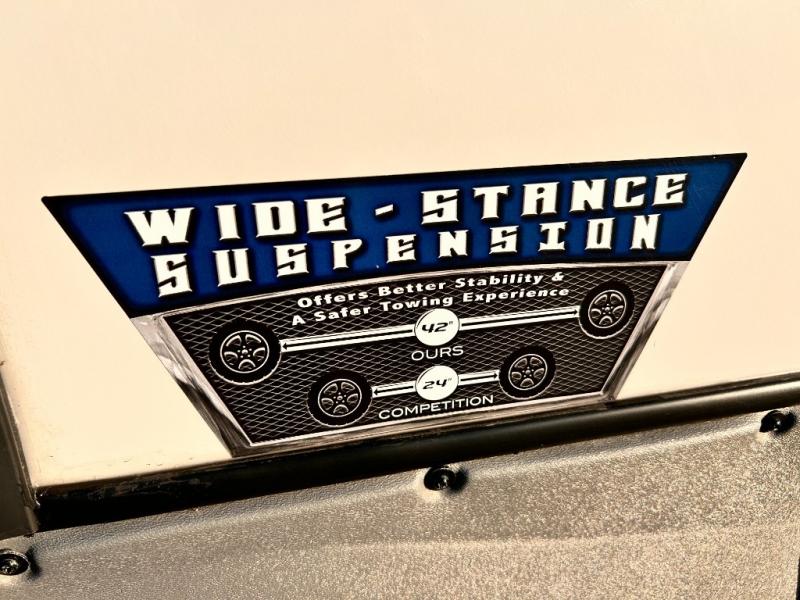 WIDE-STANCE
SUSPENSION
Offers Better Stability &
A Safer Towing Experience
42"
OURS
24"
COMPETITION